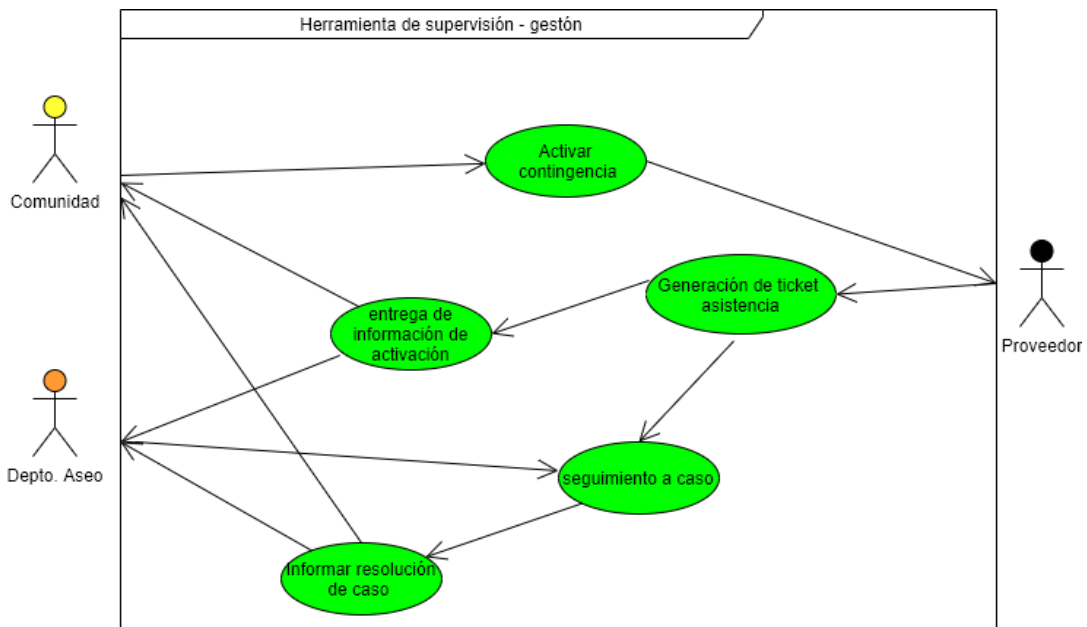 Herramienta de supervisión - gestón
Activar
contingencia
Comunidad
Generación de ticket
asistencia
entrega de
información de
activación
Proveedor
Depto. Aseo
seguimiento a caso
Informar resolución
de caso